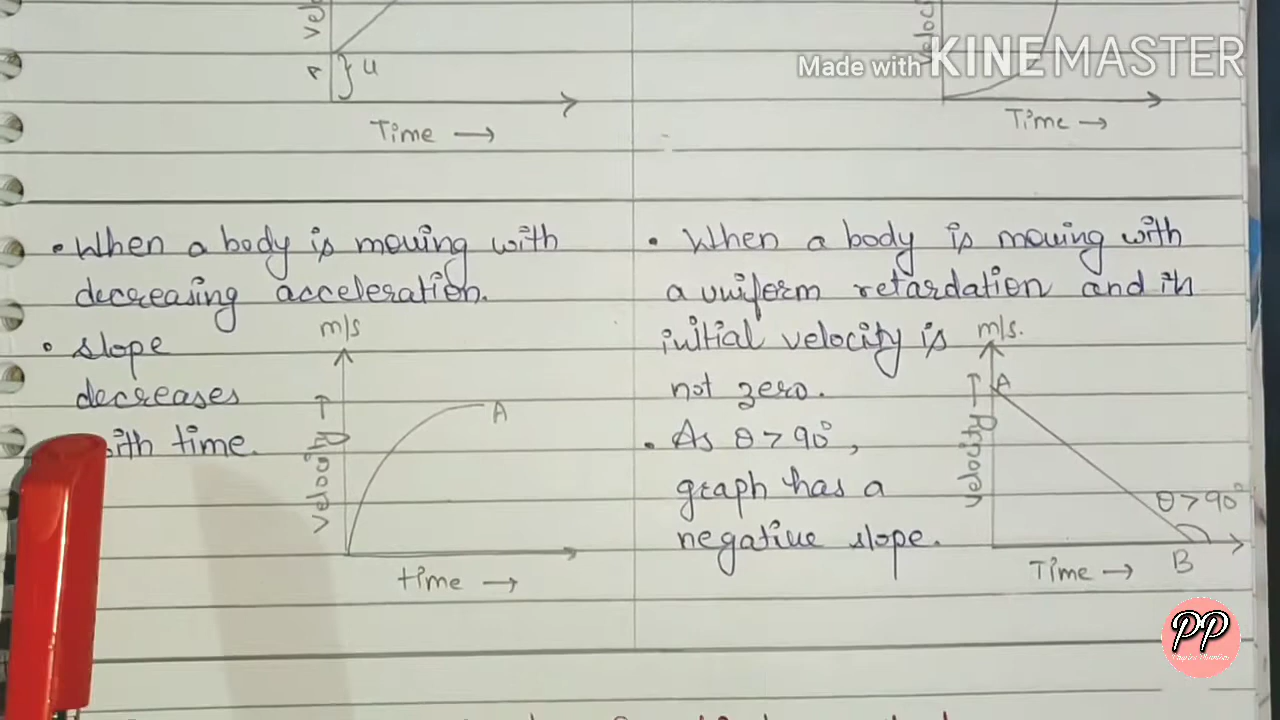 Velo
u
Time →
Veloc
Made with KINEMASTER
Time →
• When a body is moving with
decreasing acceleration.
• slope
decreases
with time.
m/s
Velocity →
A
time →
• When a body is moving with
a uniform retardation and its
initial velocity is
not zero.
• As θ > 90°,
graph has a
negative slope.
m/s.
Velocity →
A
θ > 90°
B
Time →
PP